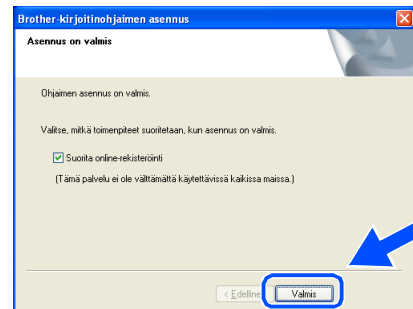 Brother-kirjoitinohjaimen asennus
Asennus on valmis
Ohjaimen asennus on valmis.
Valitse, mitkä toimenpiteet suoritetaan, kun asennus on valmis.
Suorita online-rekisteröinti
(Tämä palvelu ei ole välttämättä käytettävissä kaikissa maissa.)
< Edelline Valmis